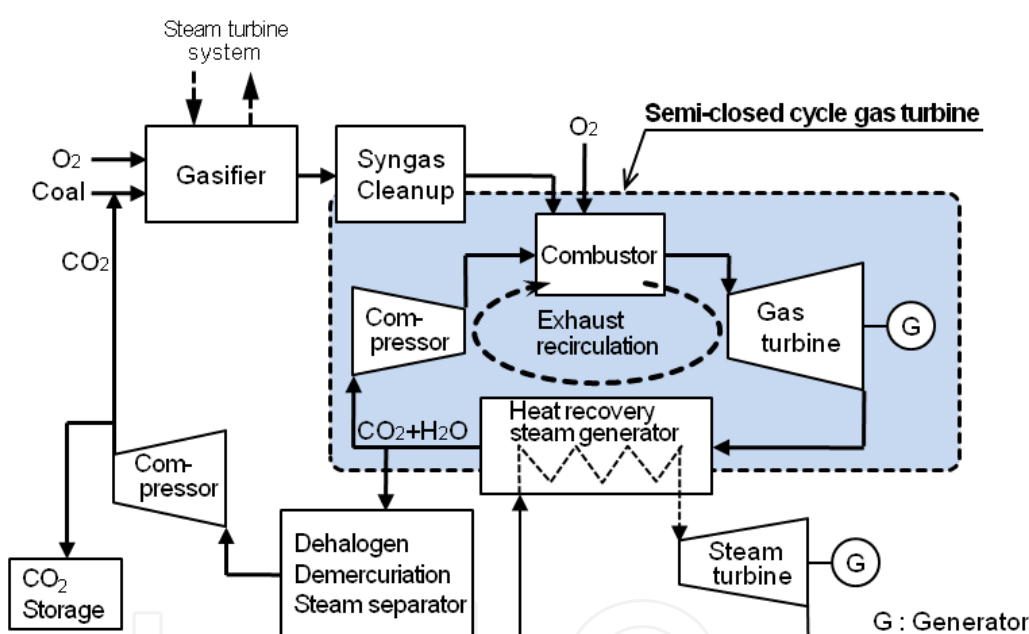 Steam turbine
system
Semi-closed cycle gas turbine
O2
O2
Coal
Gasifier
Syngas
Cleanup
CO2
Combustor
Com-
pressor
Exhaust
recirculation
Gas
turbine
G
Heat recovery
steam generator
CO2+H2O
Com-
pressor
Dehalogen
Demercuriation
Steam separator
Steam
turbine
G
CO2
Storage
G : Generator